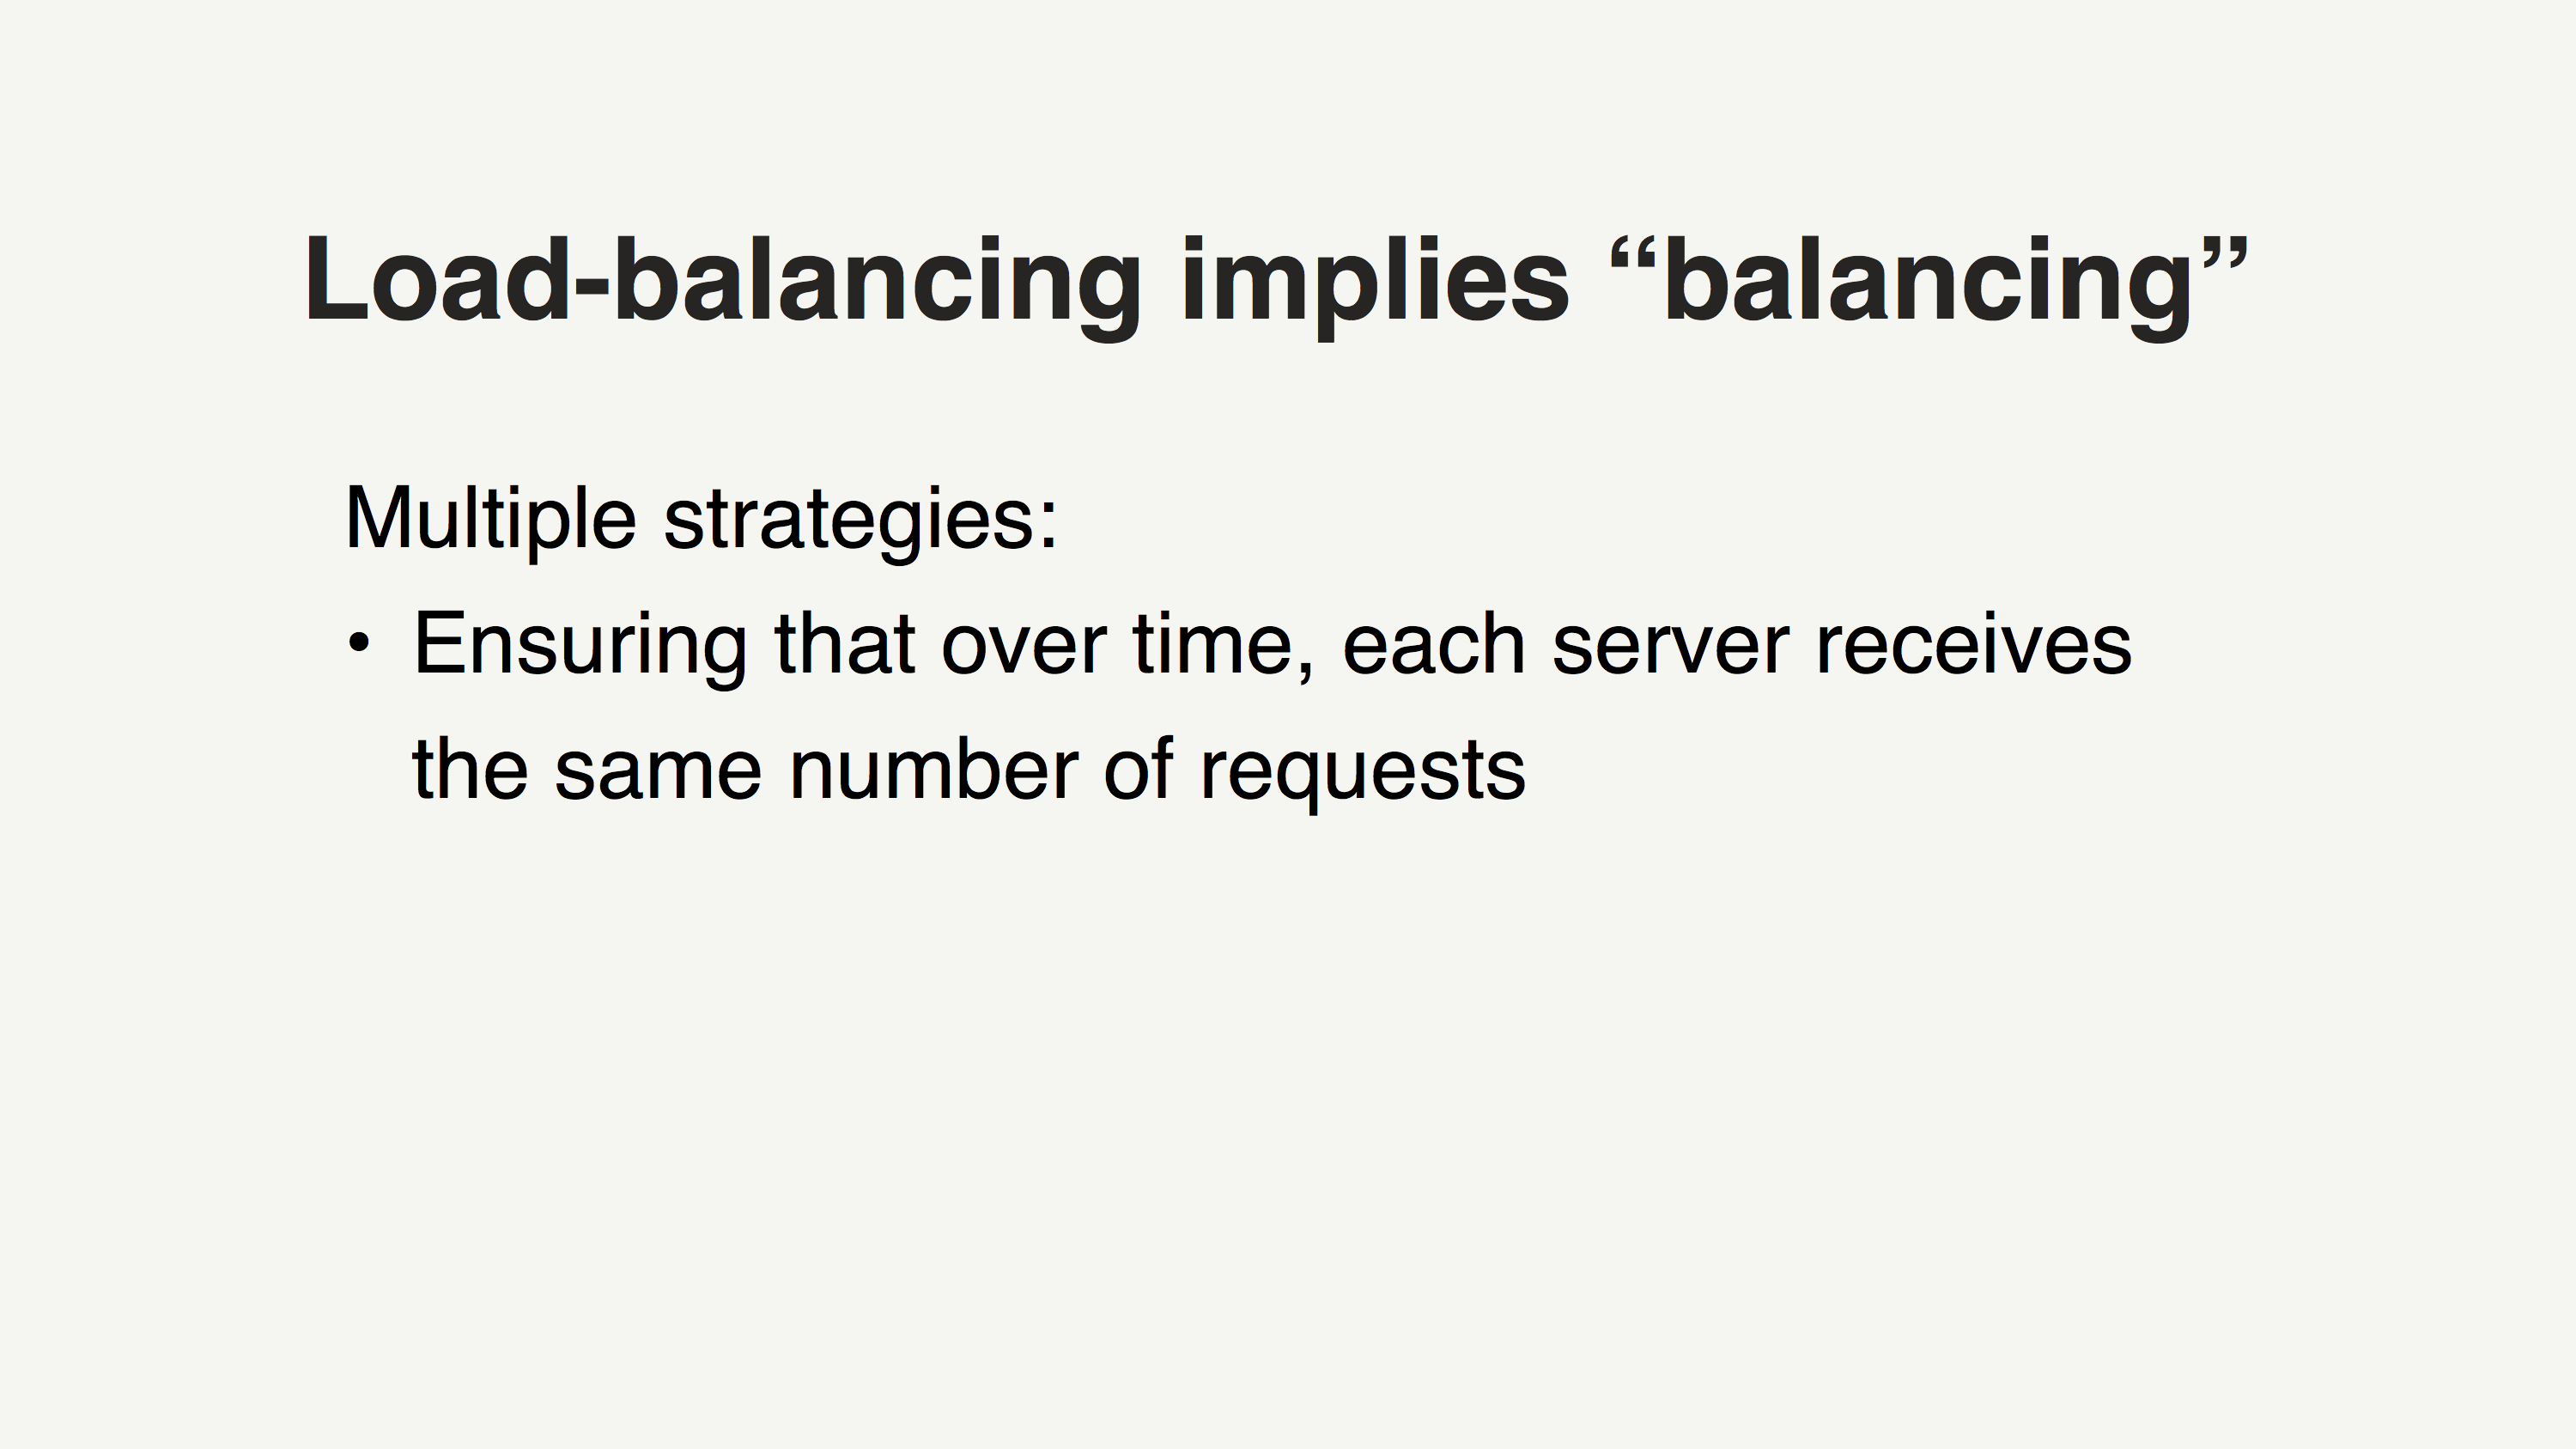 Load-balancing implies “balancing”
Multiple strategies:
• Ensuring that over time, each server receives
the same number of requests